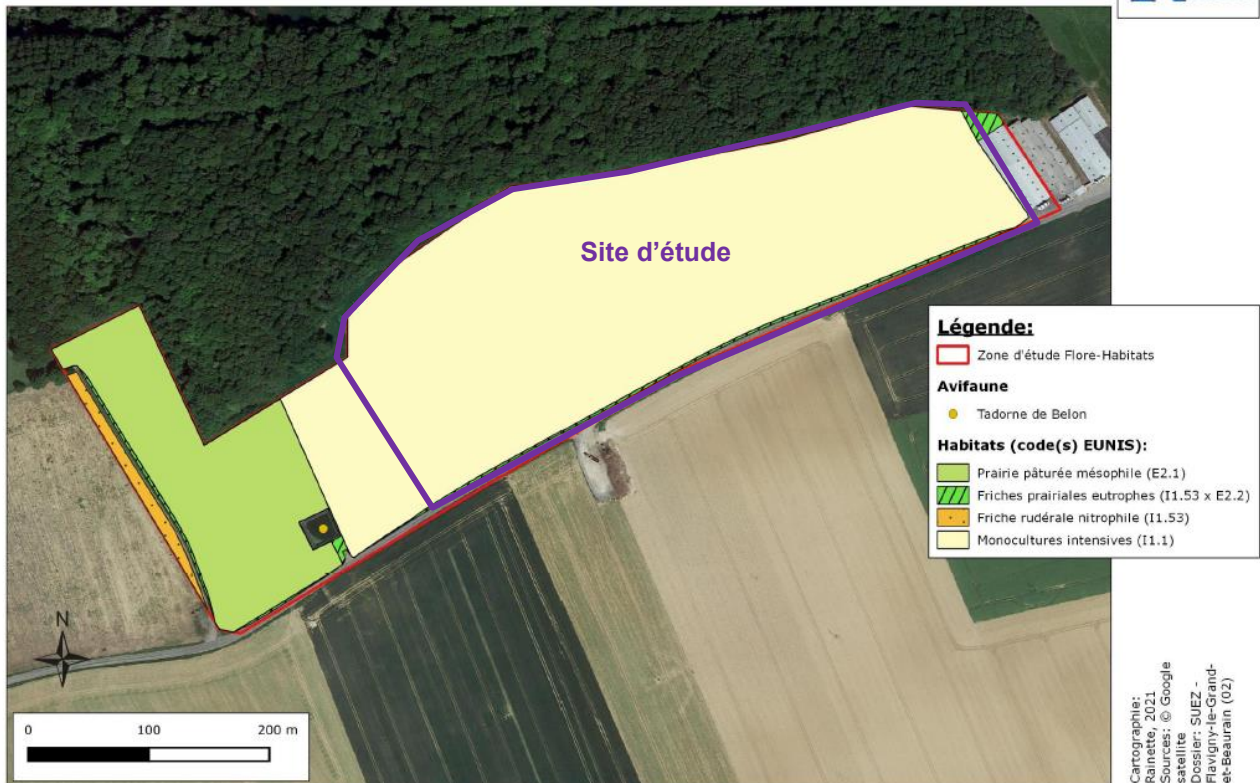 Site d'étude
Légende:
Zone d'étude Flore-Habitats
Avifaune
Tadorne de Belon
Habitats (code(s) EUNIS):
Prairie pâturée mésophile (E2.1)
Friches prairiales eutrophes (I1.53 x E2.2)
Friche rudérale nitrophile (I1.53)
Monocultures intensives (I1.1)
N
0 100 200 m
Cartographie:
Rainette, 2021
Sources: © Google
satellite
Dossier: SUEZ -
Flavigny-le-Grand-
et-Beaurain (02)